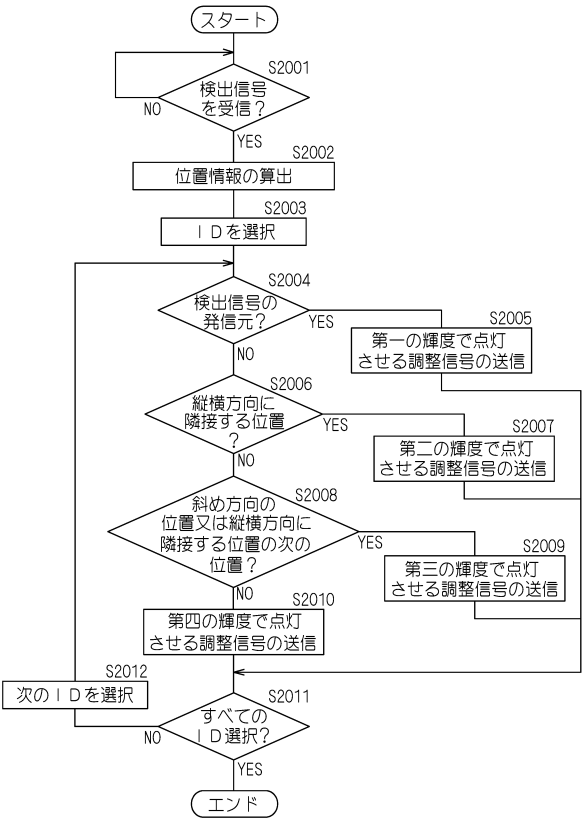 スタート
S2001
検出信号
を受信？
NO
YES
S2002
位置情報の算出
S2003
ＩＤを選択
S2004
検出信号の
発信元？
YES
NO
S2005
第一の輝度で点灯
させる調整信号の送信
S2006
縦横方向に
隣接する位置
？
YES
NO
S2007
第二の輝度で点灯
させる調整信号の送信
S2008
斜め方向の
位置又は縦横方向に
隣接する位置の次の
位置？
YES
NO
S2009
第三の輝度で点灯
させる調整信号の送信
S2010
第四の輝度で点灯
させる調整信号の送信
S2012
次のＩＤを選択
S2011
すべての
ＩＤ選択？
NO
YES
エンド